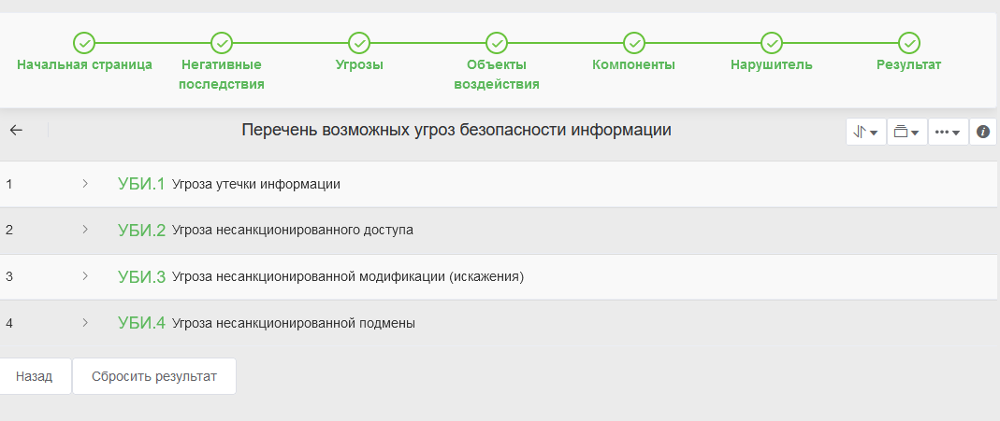 Начальная страница
Негативные
последствия
Угрозы
Объекты
воздействия
Компоненты
Нарушитель
Результат
Перечень возможных угроз безопасности информации
1 УБИ.1 Угроза утечки информации
2 УБИ.2 Угроза несанкционированного доступа
3 УБИ.3 Угроза несанкционированной модификации (искажения)
4 УБИ.4 Угроза несанкционированной подмены
Назад Сбросить результат